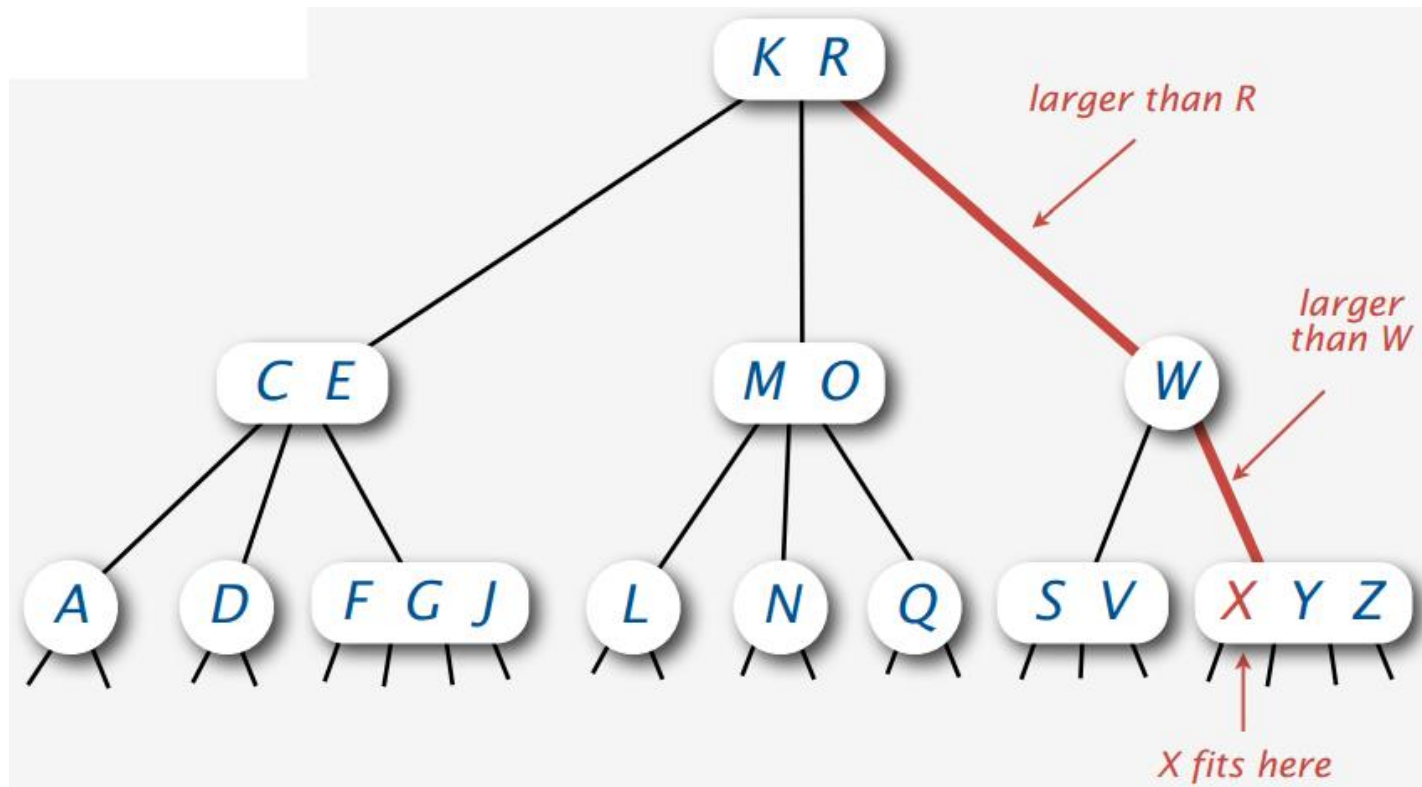 K R
larger than R
larger
than W
C E
M O
W
A
D
F G J
L
N
Q
S V
X Y Z
X fits here